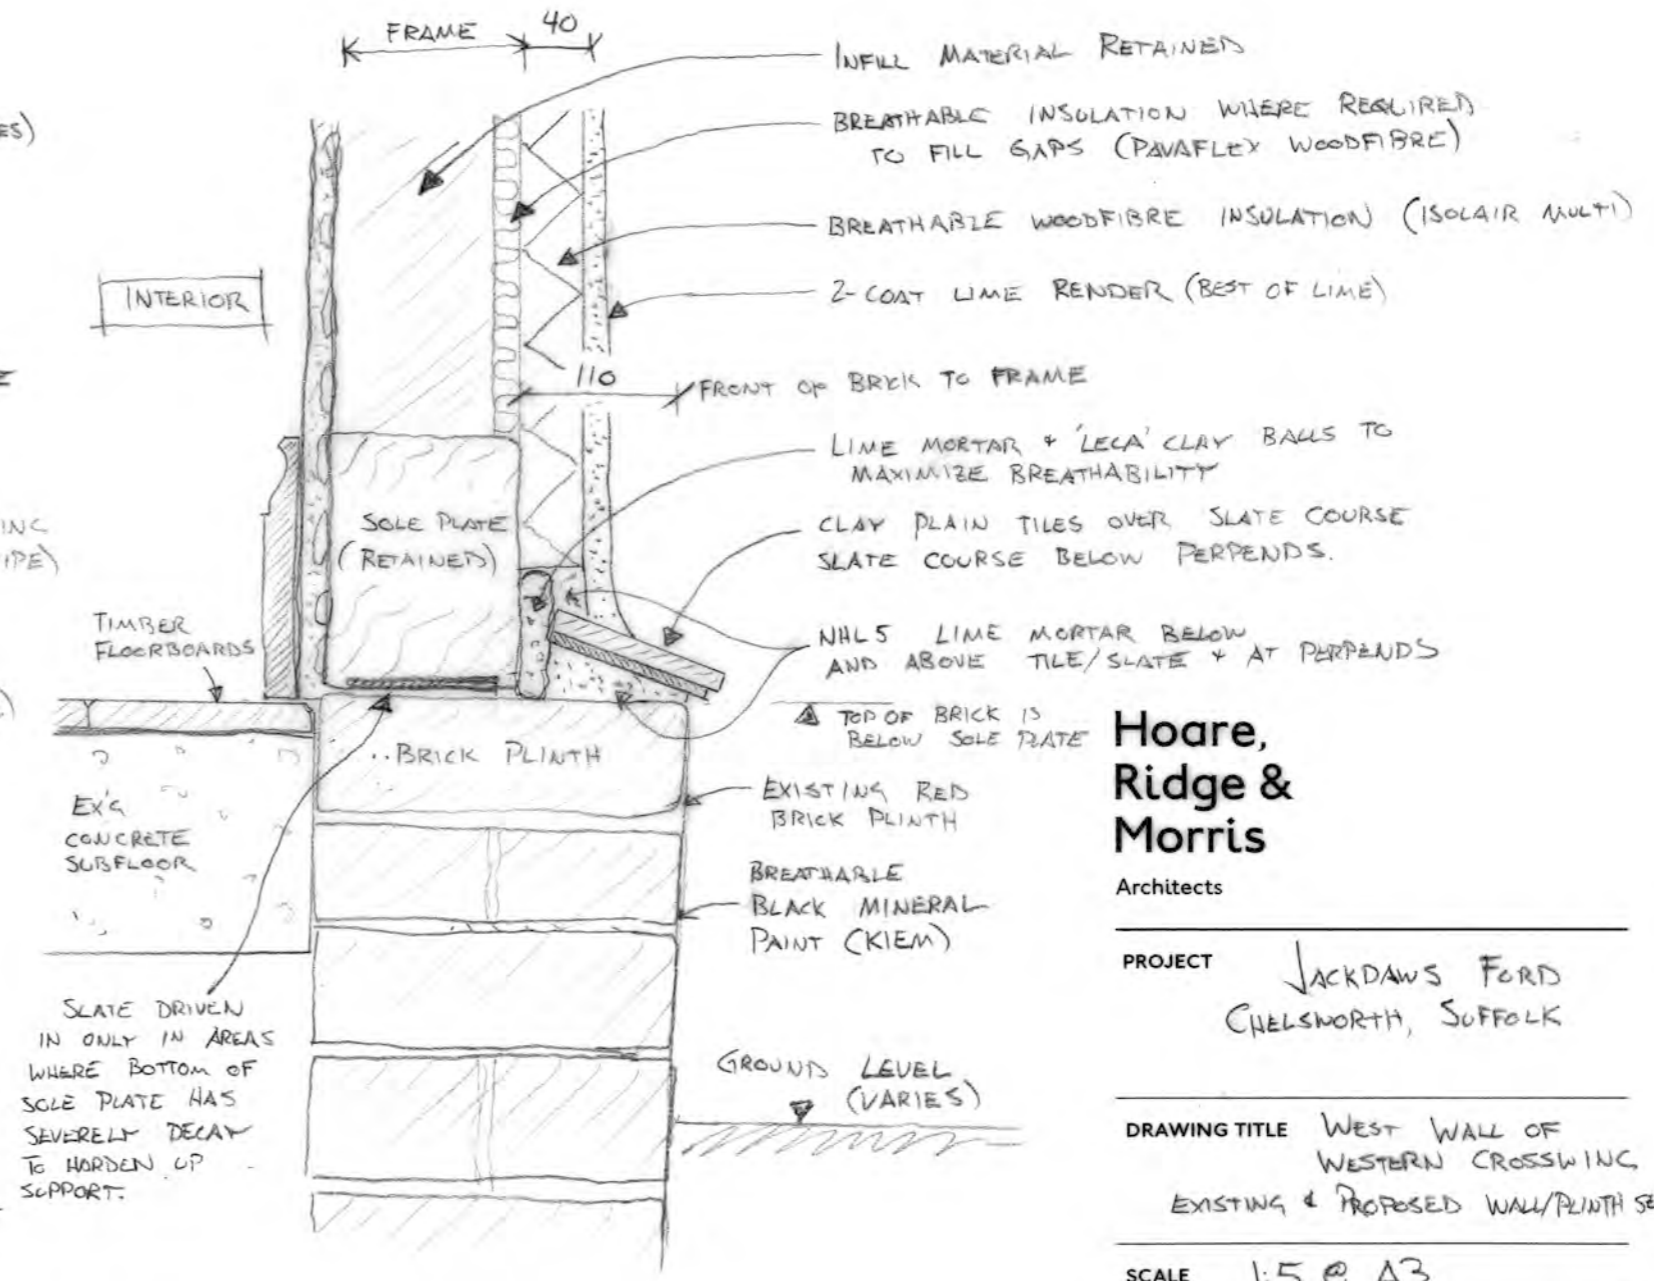 FRAME
40
INFILL MATERIAL RETAINED
BREATHABLE INSULATION WHERE REQUIRED
TO FILL GAPS (PAVAFLEX WOODFIBRE)
BREATHABLE WOODFIBRE INSULATION (ISOLAIR MULTI)
2-COAT LIME RENDER (BEST OF LIME)
ES)
INTERIOR
110
FRONT OF BRICK TO FRAME
LIME MORTAR & 'LECA' CLAY BALLS TO
MAXIMIZE BREATHABILITY
CLAY PLAIN TILES OVER SLATE COURSE
SLATE COURSE BELOW PERPENDS.
NHL5 LIME MORTAR BELOW
AND ABOVE TILE/SLATE & AT PERPENDS
TOP OF BRICK IS
BELOW SOLE PLATE
SOLE PLATE
(RETAINED)
ING
IPE)
TIMBER
FLOORBOARDS
BRICK PLINTH
EX'G
CONCRETE
SUBFLOOR
EXISTING RED
BRICK PLINTH
BREATHABLE
BLACK MINERAL
PAINT (KIEM)
SLATE DRIVEN
IN ONLY IN AREAS
WHERE BOTTOM OF
SOLE PLATE HAS
SEVERELY DECAY
TO HARDEN UP
SUPPORT.
GROUND LEVEL
(VARIES)
Hoare,
Ridge &
Morris
Architects
PROJECT JACKDAWS FORD
CHELSWORTH, SUFFOLK
DRAWING TITLE WEST WALL OF
WESTERN CROSSWING
EXISTING & PROPOSED WALL/PLINTH SE
SCALE 1:5 @ A3